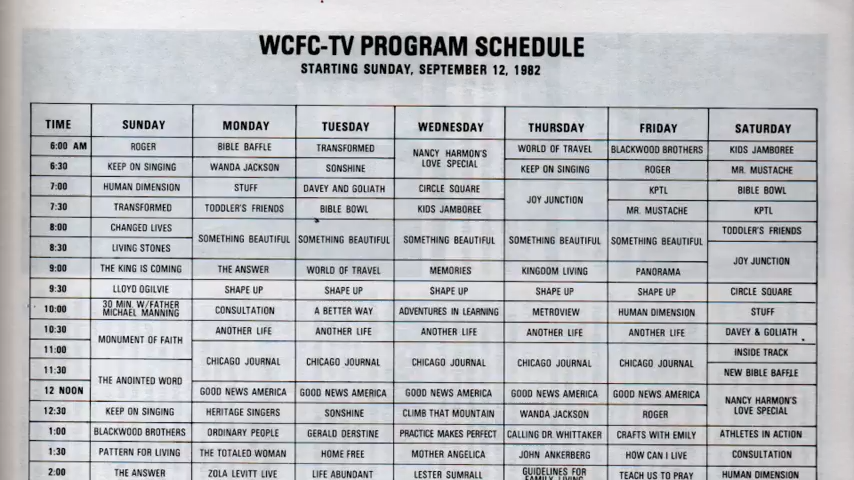 WCFC-TV PROGRAM SCHEDULE
STARTING SUNDAY, SEPTEMBER 12, 1982
TIME SUNDAY MONDAY TUESDAY WEDNESDAY THURSDAY FRIDAY SATURDAY
6:00 AM ROGER BIBLE BAFFLE TRANSFORMED NANCY HARMON'S LOVE SPECIAL WORLD OF TRAVEL BLACKWOOD BROTHERS KIDS JAMBOREE
6:30 KEEP ON SINGING WANDA JACKSON SONSHINE KEEP ON SINGING ROGER MR. MUSTACHE
7:00 HUMAN DIMENSION STUFF DAVEY AND GOLIATH CIRCLE SQUARE JOY JUNCTION KPTL BIBLE BOWL
7:30 TRANSFORMED TODDLER'S FRIENDS BIBLE BOWL KIDS JAMBOREE MR. MUSTACHE KPTL
8:00 CHANGED LIVES SOMETHING BEAUTIFUL SOMETHING BEAUTIFUL SOMETHING BEAUTIFUL SOMETHING BEAUTIFUL SOMETHING BEAUTIFUL TODDLER'S FRIENDS
8:30 LIVING STONES JOY JUNCTION
9:00 THE KING IS COMING THE ANSWER WORLD OF TRAVEL MEMORIES KINGDOM LIVING PANORAMA
9:30 LLOYD OGILVIE SHAPE UP SHAPE UP SHAPE UP SHAPE UP SHAPE UP CIRCLE SQUARE
10:00 30 MIN. W/FATHER MICHAEL MANNING CONSULTATION A BETTER WAY ADVENTURES IN LEARNING METROVIEW HUMAN DIMENSION STUFF
10:30 MONUMENT OF FAITH ANOTHER LIFE ANOTHER LIFE ANOTHER LIFE ANOTHER LIFE ANOTHER LIFE DAVEY & GOLIATH
11:00 CHICAGO JOURNAL CHICAGO JOURNAL CHICAGO JOURNAL CHICAGO JOURNAL CHICAGO JOURNAL INSIDE TRACK
11:30 THE ANOINTED WORD NEW BIBLE BAFFLE
12 NOON GOOD NEWS AMERICA GOOD NEWS AMERICA GOOD NEWS AMERICA GOOD NEWS AMERICA GOOD NEWS AMERICA NANCY HARMON'S LOVE SPECIAL
12:30 KEEP ON SINGING HERITAGE SINGERS SONSHINE CLIMB THAT MOUNTAIN WANDA JACKSON ROGER
1:00 BLACKWOOD BROTHERS ORDINARY PEOPLE GERALD DERSTINE PRACTICE MAKES PERFECT CALLING DR. WHITTAKER CRAFTS WITH EMILY ATHLETES IN ACTION
1:30 PATTERN FOR LIVING THE TOTALED WOMAN HOME FREE MOTHER ANGELICA JOHN ANKERBERG HOW CAN I LIVE CONSULTATION
2:00 THE ANSWER ZOLA LEVITT LIVE LIFE ABUNDANT LESTER SUMRALL GUIDELINES FOR FAMILY LIVING TEACH US TO PRAY HUMAN DIMENSION